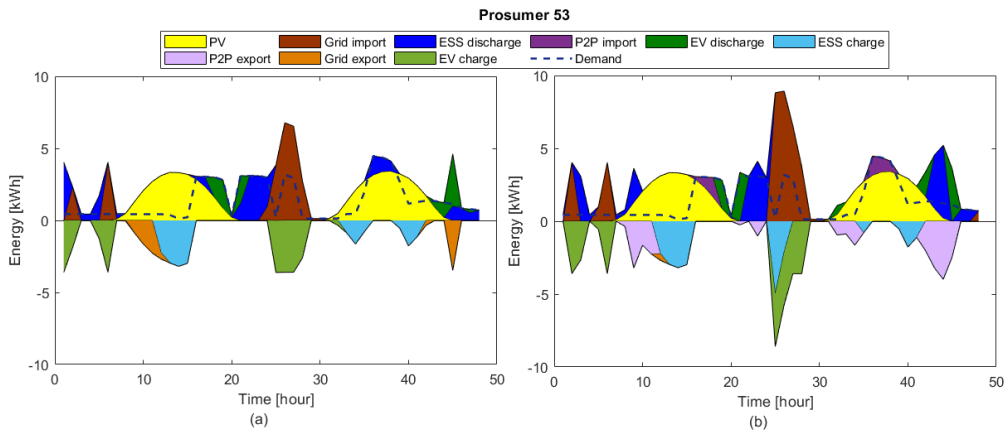 Prosumer 53
PV Grid import ESS discharge P2P import EV discharge ESS charge
P2P export Grid export EV charge Demand
10
5
0
-5
-10
Energy [kWh]
0 10 20 30 40 50
Time [hour]
(a)
10
5
0
-5
-10
Energy [kWh]
0 10 20 30 40 50
Time [hour]
(b)